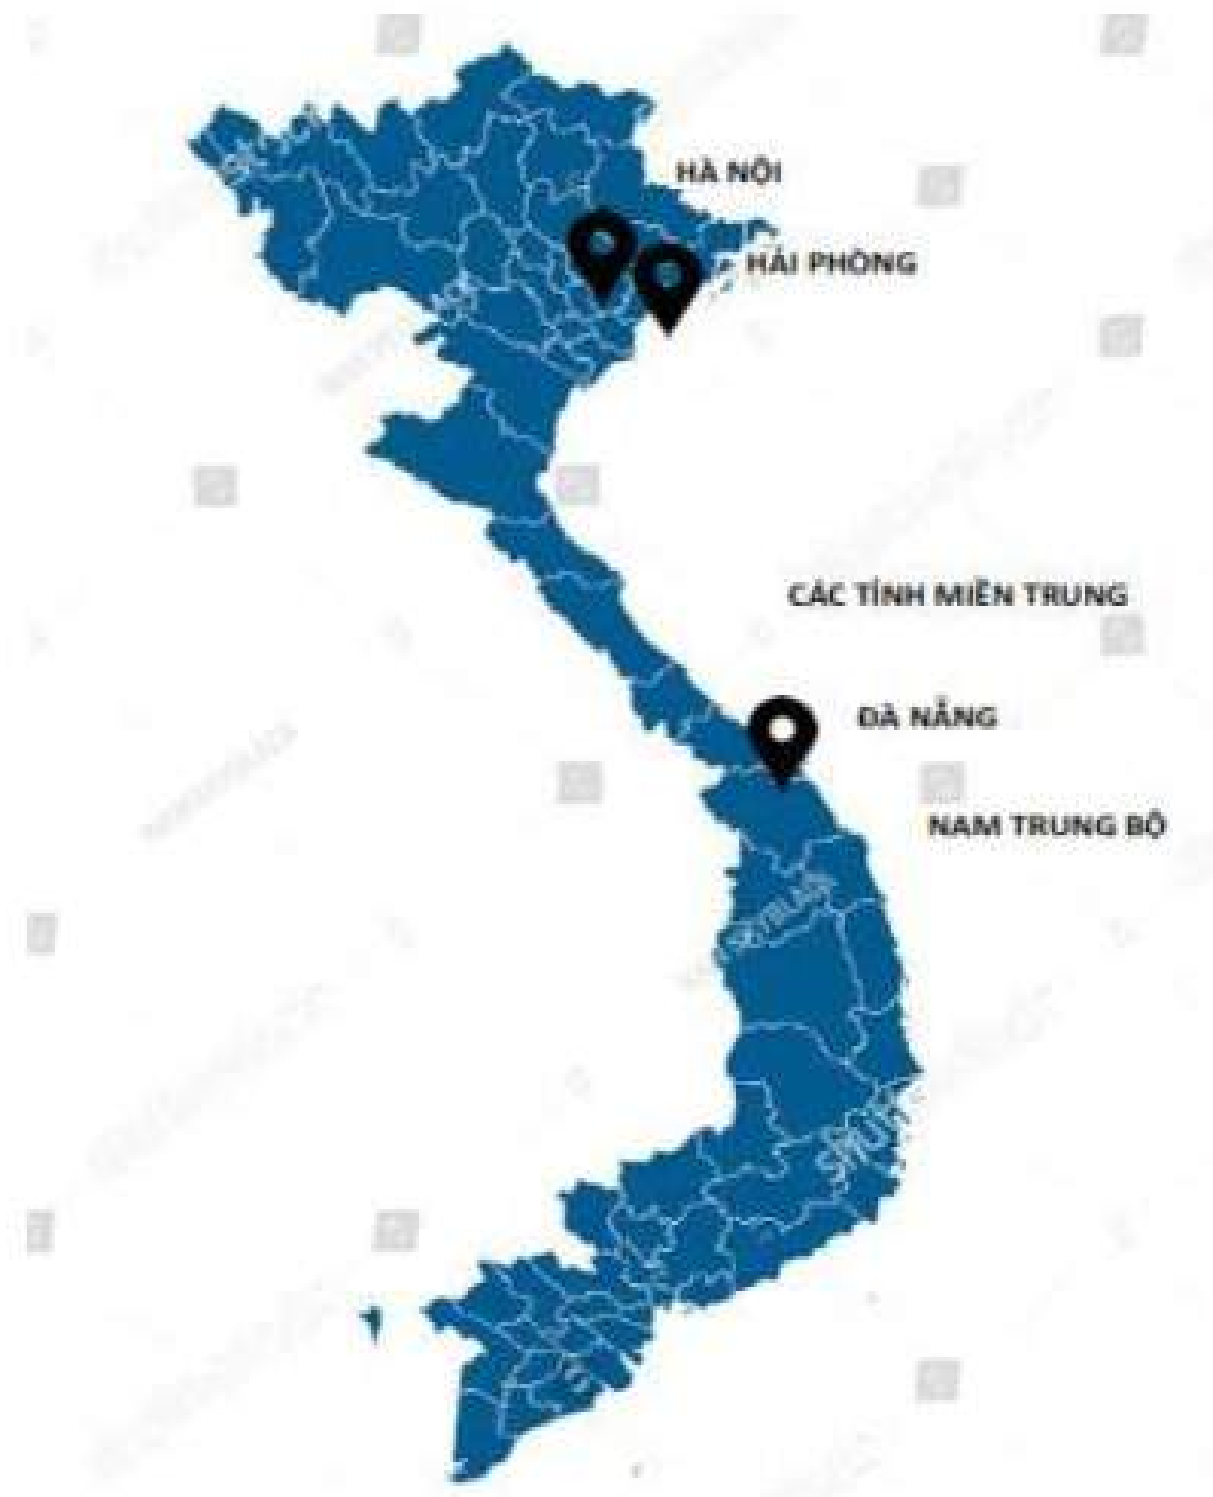 HÀ NỘI
HẢI PHÒNG
CÁC TỈNH MIỀN TRUNG
ĐÀ NẴNG
NAM TRUNG BỘ